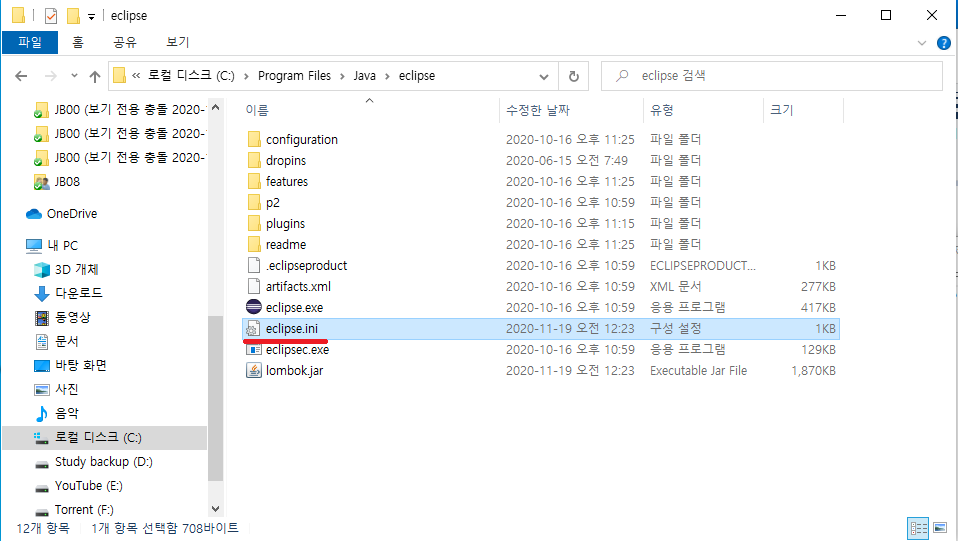 eclipse
파일 홈 공유 보기
« 로컬 디스크 (C:) > Program Files > Java > eclipse
eclipse 검색
JB00 (보기 전용 충돌 2020-
JB00 (보기 전용 충돌 2020-
JB00 (보기 전용 충돌 2020-
JB08
OneDrive
내 PC
3D 개체
다운로드
동영상
문서
바탕 화면
사진
음악
로컬 디스크 (C:)
Study backup (D:)
YouTube (E:)
Torrent (F:)
이름 수정한 날짜 유형 크기
configuration 2020-10-16 오후 11:25 파일 폴더
dropins 2020-06-15 오전 7:49 파일 폴더
features 2020-10-16 오후 11:25 파일 폴더
p2 2020-10-16 오후 10:59 파일 폴더
plugins 2020-10-16 오후 11:15 파일 폴더
readme 2020-10-16 오후 11:25 파일 폴더
.eclipseproduct 2020-10-16 오후 10:59 ECLIPSEPRODUCT... 1KB
artifacts.xml 2020-10-16 오후 10:59 XML 문서 277KB
eclipse.exe 2020-10-16 오후 10:59 응용 프로그램 417KB
eclipse.ini 2020-11-19 오전 12:23 구성 설정 1KB
eclipsec.exe 2020-10-16 오후 10:59 응용 프로그램 129KB
lombok.jar 2020-11-19 오전 12:23 Executable Jar File 1,870KB
12개 항목 1개 항목 선택함 708바이트